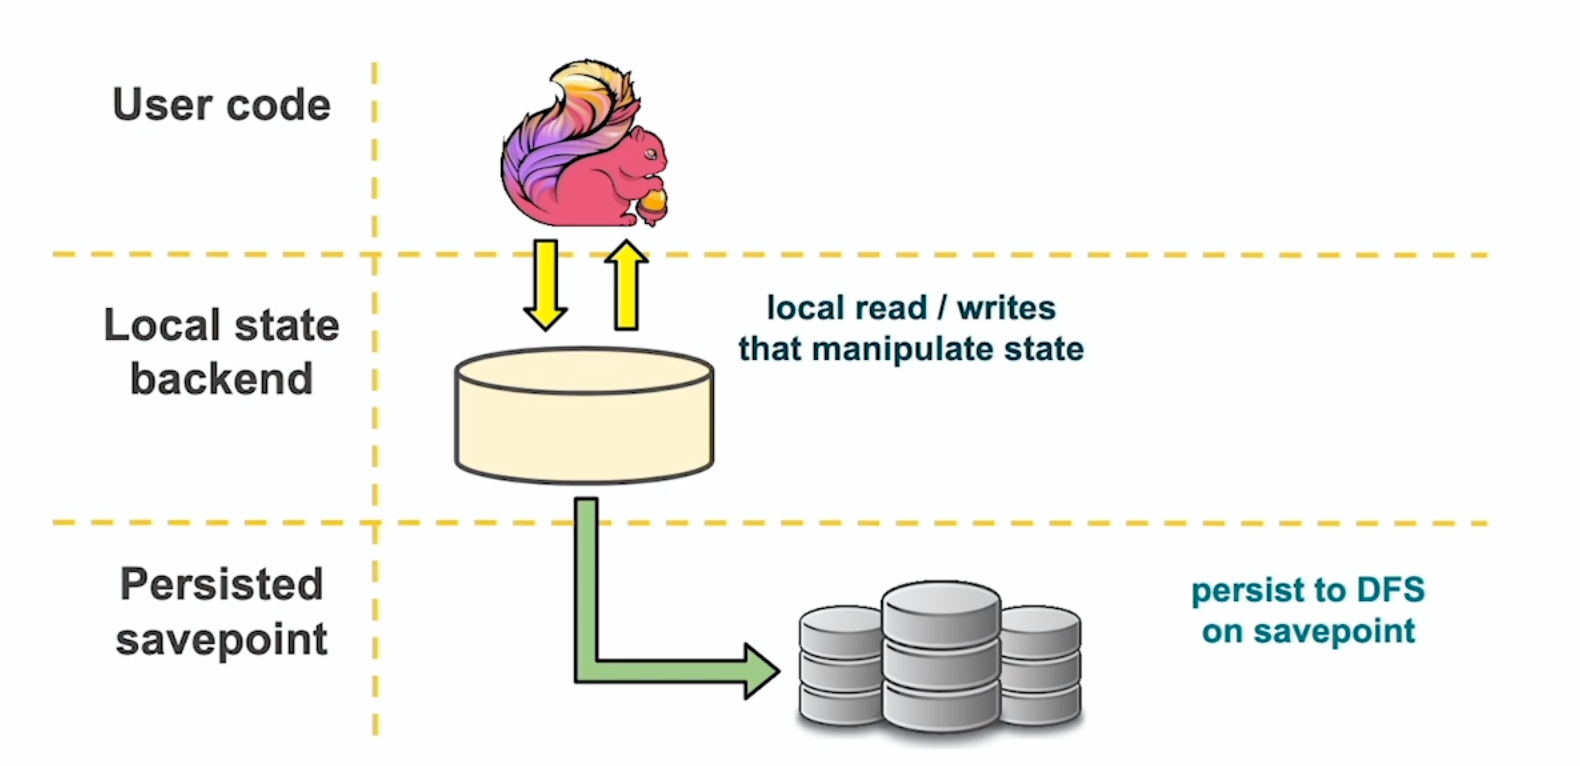 User code
Local state
backend
local read / writes
that manipulate state
Persisted
savepoint
persist to DFS
on savepoint